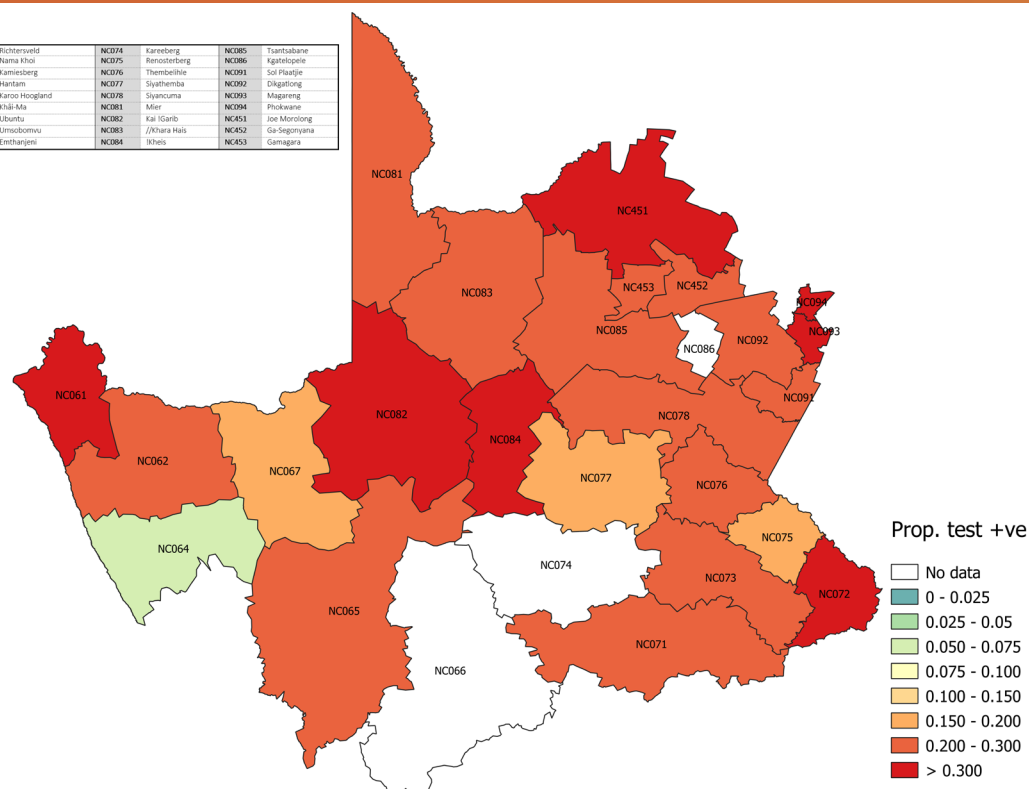 Richtersveld NC074 Kareeberg NC085 Tsantsabane
Nama Khoi NC075 Renosterberg NC086 Kgatelopele
Kamiesberg NC076 Thembelihle NC091 Sol Plaatjie
Hantam NC077 Siyathemba NC092 Dikgatlong
Karoo Hoogland NC078 Siyancuma NC093 Magareng
Khâi-Ma NC081 Mier NC094 Phokwane
Ubuntu NC082 Kai !Garib NC451 Joe Morolong
Umsobomvu NC083 //Khara Hais NC452 Ga-Segonyana
Emthanjeni NC084 !Kheis NC453 Gamagara
NC081
NC451
NC453
NC452
NC083
NC094
NC085
NC093
NC086
NC092
NC061
NC091
NC082
NC078
NC084
NC062
NC067
NC077
NC076
NC064
NC075
NC074
NC073
NC072
NC065
NC071
NC066
Prop. test +ve
No data
0 - 0.025
0.025 - 0.05
0.050 - 0.075
0.075 - 0.100
0.100 - 0.150
0.150 - 0.200
0.200 - 0.300
> 0.300